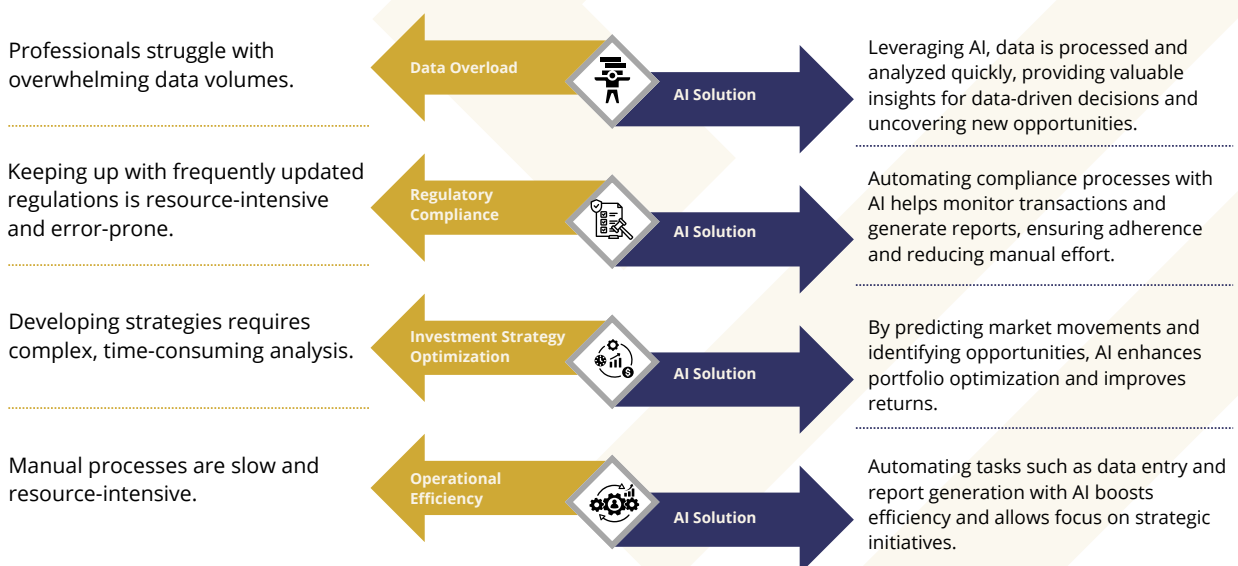 Professionals struggle with
overwhelming data volumes.
Data Overload
AI Solution
Leveraging AI, data is processed and
analyzed quickly, providing valuable
insights for data-driven decisions and
uncovering new opportunities.
Keeping up with frequently updated
regulations is resource-intensive
and error-prone.
Regulatory
Compliance
AI Solution
Automating compliance processes with
AI helps monitor transactions and
generate reports, ensuring adherence
and reducing manual effort.
Developing strategies requires
complex, time-consuming analysis.
Investment Strategy
Optimization
AI Solution
By predicting market movements and
identifying opportunities, AI enhances
portfolio optimization and improves
returns.
Manual processes are slow and
resource-intensive.
Operational
Efficiency
AI Solution
Automating tasks such as data entry and
report generation with AI boosts
efficiency and allows focus on strategic
initiatives.